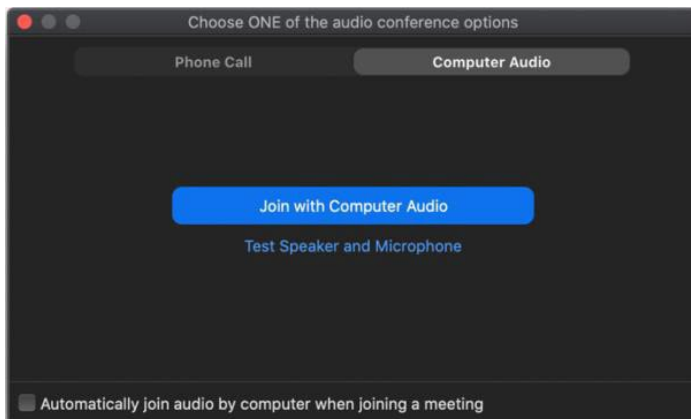 Choose ONE of the audio conference options
Phone Call
Computer Audio
Join with Computer Audio
Test Speaker and Microphone
Automatically join audio by computer when joining a meeting